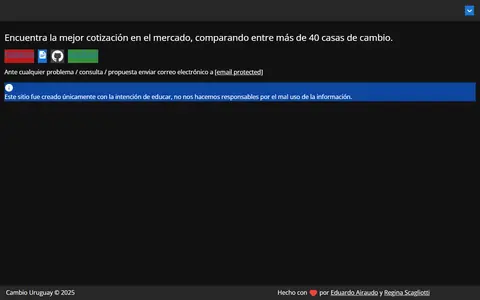 Encuentra la mejor cotización en el mercado, comparando entre más de 40 casas de cambio.
Ante cualquier problema / consulta / propuesta enviar correo electrónico a [email protected]
Este sitio fue creado únicamente con la intención de educar, no nos hacemos responsables por el mal uso de la información.
Cambio Uruguay © 2025
Hecho con ❤ por Eduardo Airaudo y Regina Scagliotti